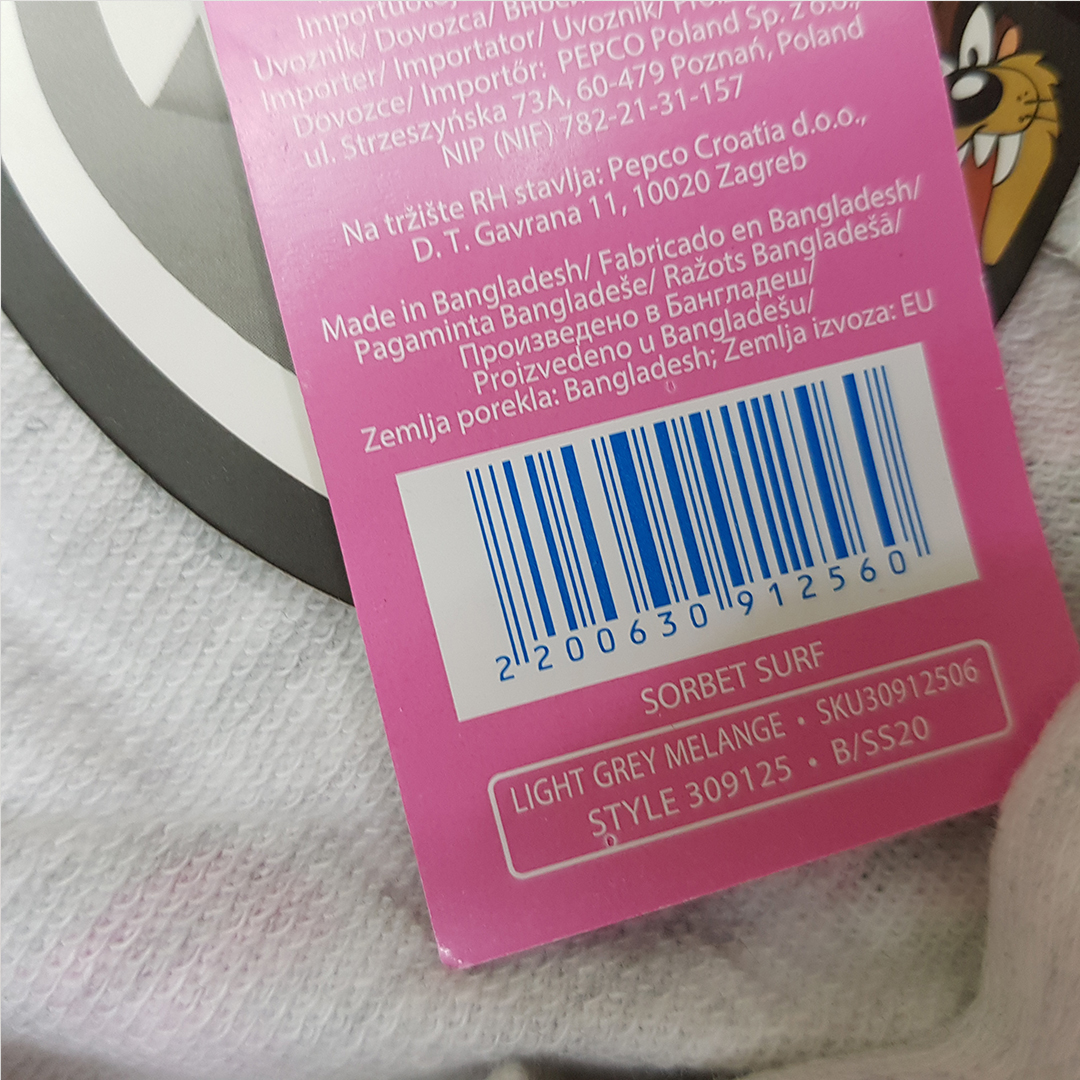 Uvoznik/ Dovozca/
Importer/ Importator/ Uvoznik/
Dovozce/ Importőr: PEPCO Poland Sp. z o.o.,
ul. Strzeszyńska 73A, 60-479 Poznań, Poland
NIP (NIF) 782-21-31-157
Na tržište RH stavlja: Pepco Croatia d.o.o.,
D. T. Gavrana 11, 10020 Zagreb
Made in Bangladesh/ Fabricado en Bangladesh/
Pagaminta Bangladeše/ Ražots Bangladešā/
Произведено в Бангладеш/
Proizvedeno u Bangladešu/
Zemlja porekla: Bangladesh; Zemlja izvoza: EU
2 200630 912560
SORBET SURF
LIGHT GREY MELANGE • SKU30912506
STYLE 309125 • B/SS20